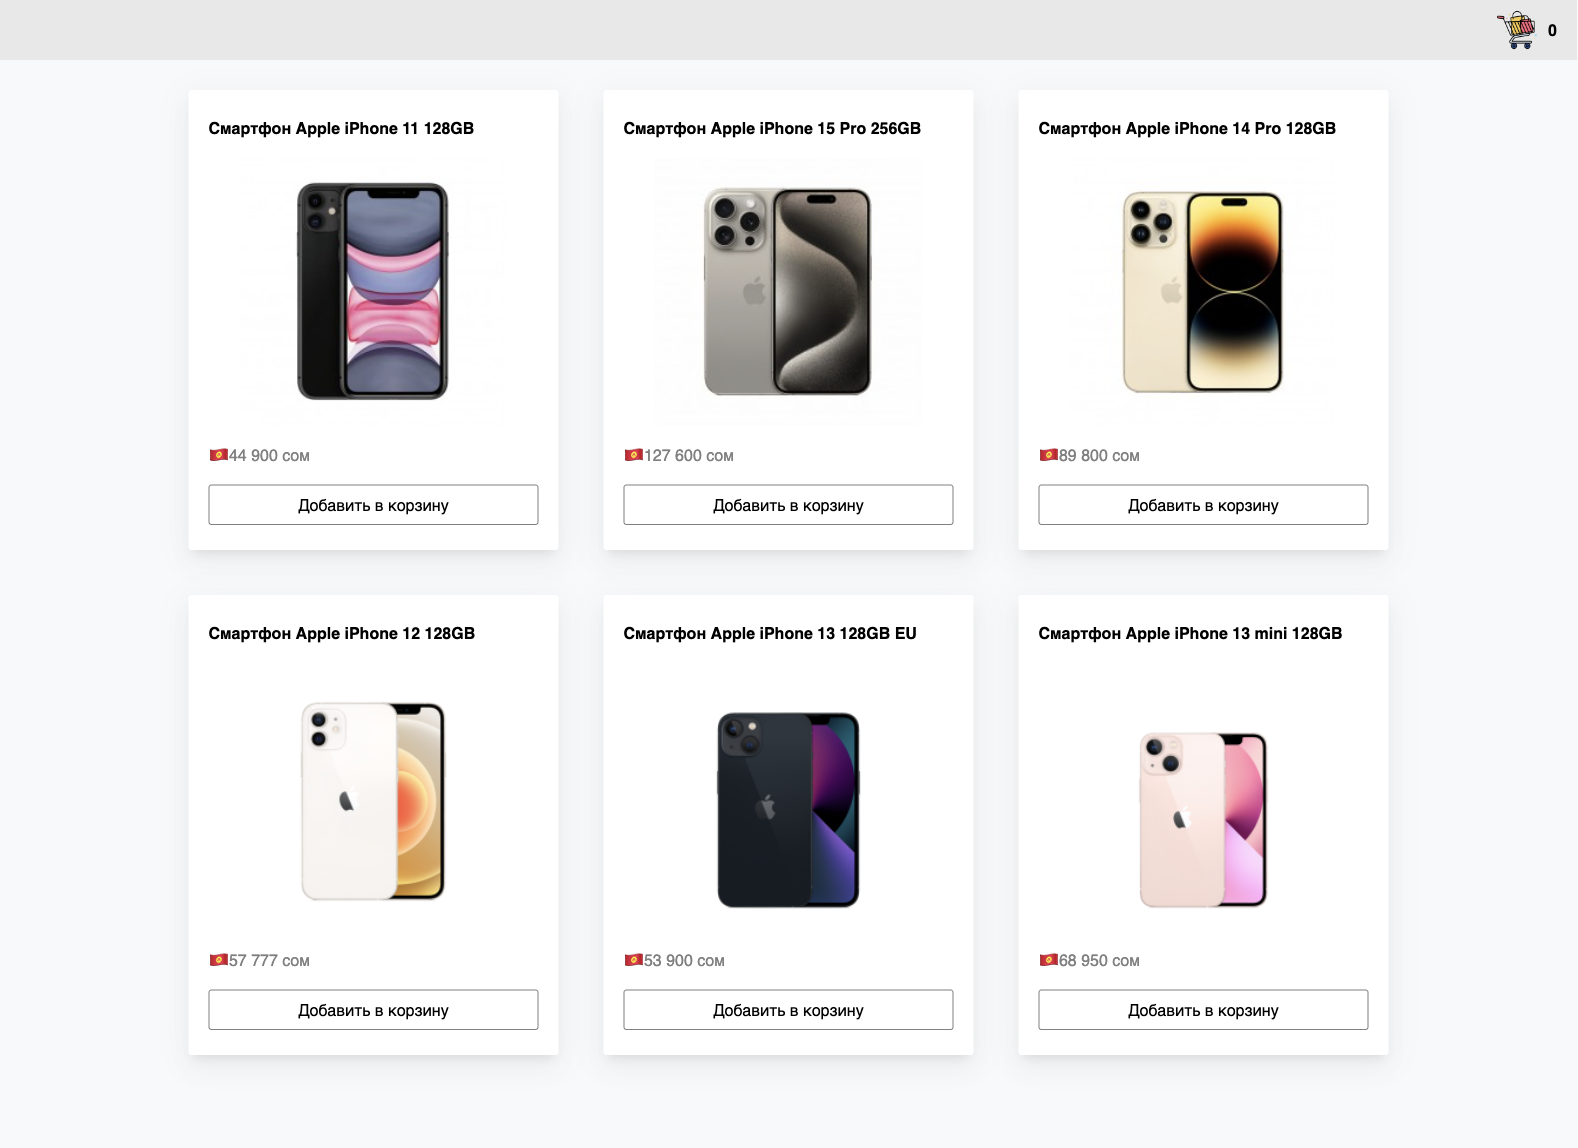 0
Смартфон Apple iPhone 11 128GB
Смартфон Apple iPhone 15 Pro 256GB
Смартфон Apple iPhone 14 Pro 128GB
44 900 сом
127 600 сом
89 800 сом
Добавить в корзину
Добавить в корзину
Добавить в корзину
Смартфон Apple iPhone 12 128GB
Смартфон Apple iPhone 13 128GB EU
Смартфон Apple iPhone 13 mini 128GB
57 777 сом
53 900 сом
68 950 сом
Добавить в корзину
Добавить в корзину
Добавить в корзину